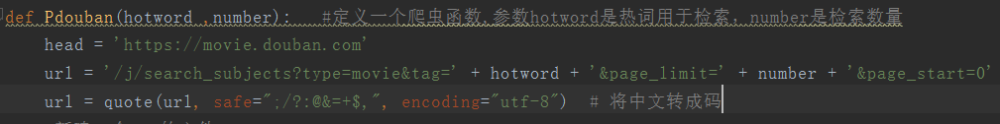 def Pdouban(hotword ,number):   #定义一个爬虫函数,参数hotword是热词用于检索, number是检索数量
    head = 'https://movie.douban.com'
    url = '/j/search_subjects?type=movie&tag=' + hotword + '&page_limit=' + number + '&page_start=0'
    url = quote(url, safe=";/?:@&=+$,", encoding="utf-8")  # 将中文转成码